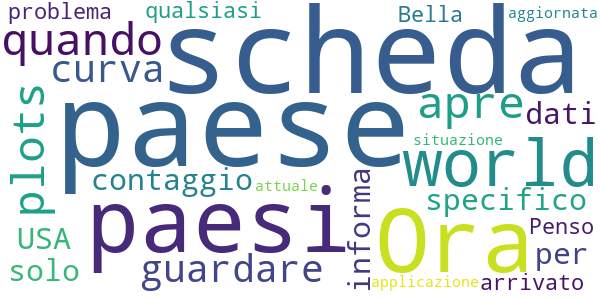 problema
qualsiasi
Bella
aggiornata
quando
scheda
curva
paese
apre
dati
plots
situazione
world
contaggio
attuale
paesi
informa
specifico
Ora
USA
Penso
per
solo
guardare
applicazione
arrivato